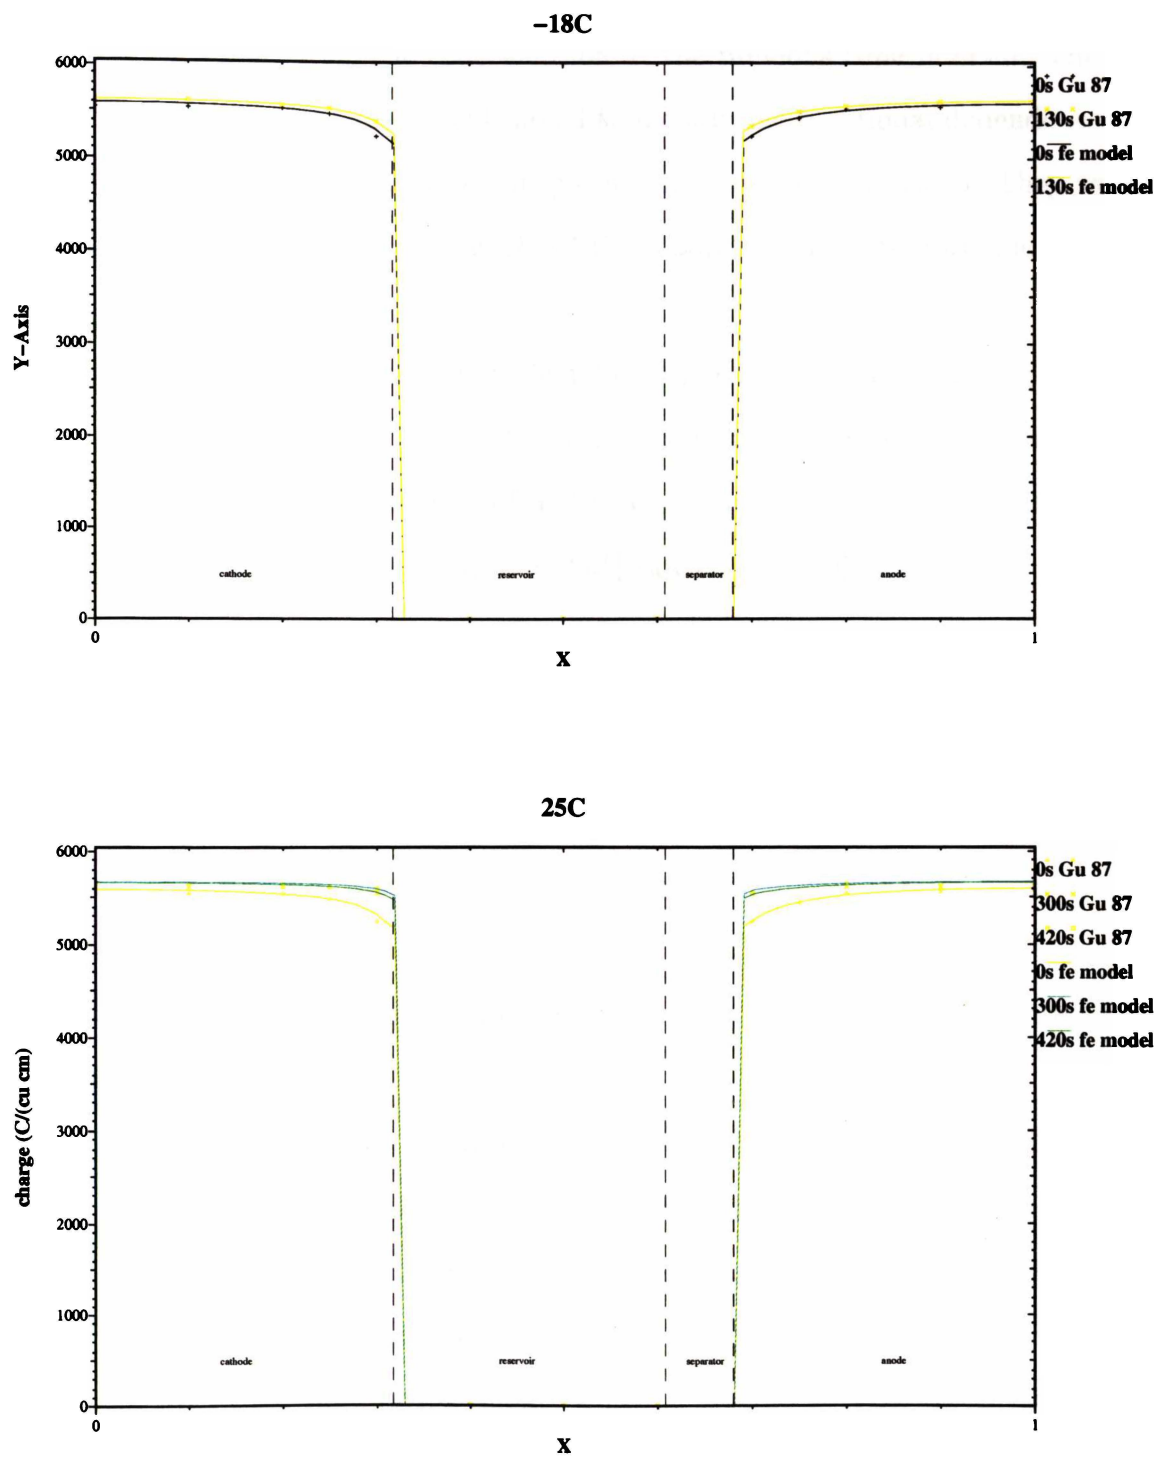 −18C
6000
5000
4000
3000
2000
1000
0
Y−Axis
cathode
reservoir
separator
anode
0
1
X
0s Gu 87
130s Gu 87
0s fe model
130s fe model
25C
6000
5000
4000
3000
2000
1000
0
charge (C/(cu cm)
cathode
reservoir
separator
anode
0
1
X
0s Gu 87
300s Gu 87
420s Gu 87
0s fe model
300s fe model
420s fe model